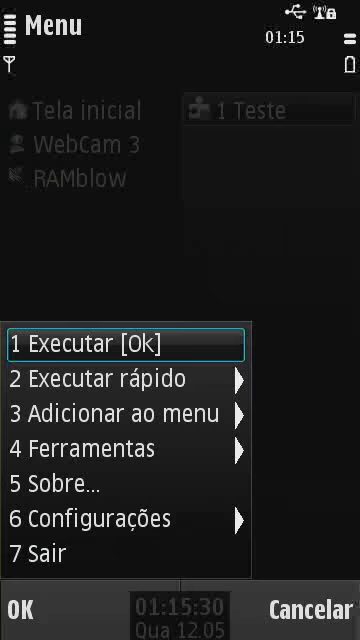 Menu
01:15
Tela inicial
1 Teste
WebCam 3
RAMblow
1 Executar [Ok]
2 Executar rápido
3 Adicionar ao menu
4 Ferramentas
5 Sobre...
6 Configurações
7 Sair
OK
01:15:30
Cancelar
Qua 12.05